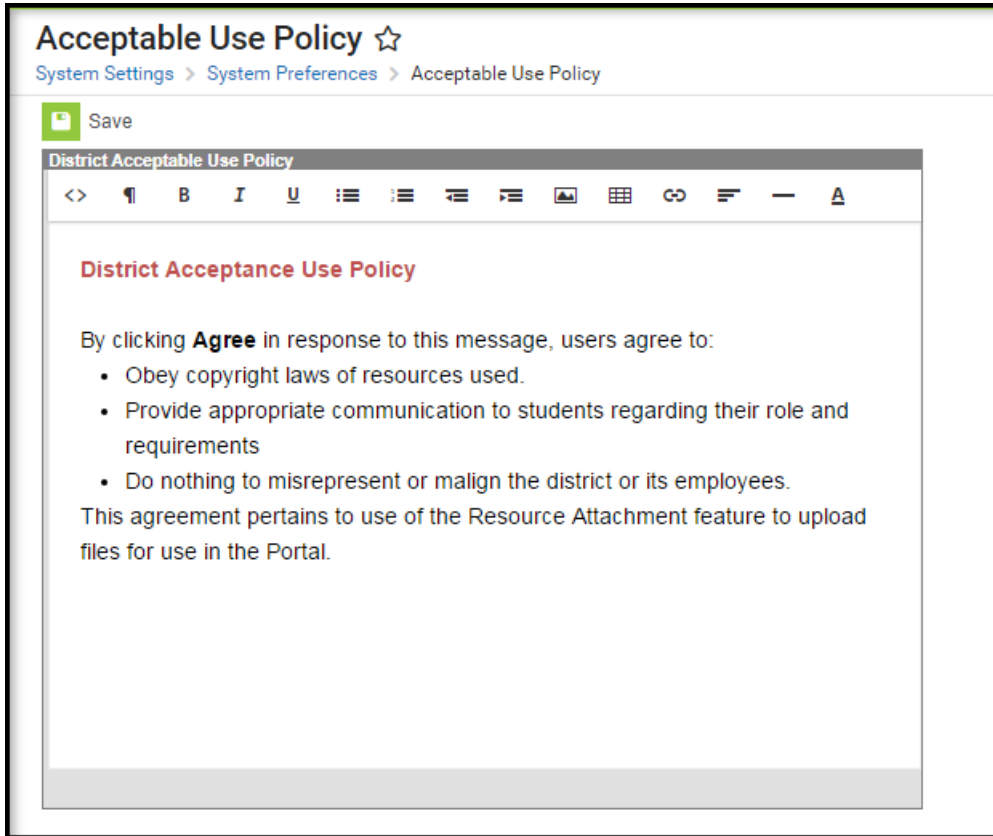 Acceptable Use Policy
System Settings > System Preferences > Acceptable Use Policy
Save
District Acceptable Use Policy
<> ¶ B I U A
District Acceptance Use Policy
By clicking Agree in response to this message, users agree to:
• Obey copyright laws of resources used.
• Provide appropriate communication to students regarding their role and
requirements
• Do nothing to misrepresent or malign the district or its employees.
This agreement pertains to use of the Resource Attachment feature to upload
files for use in the Portal.